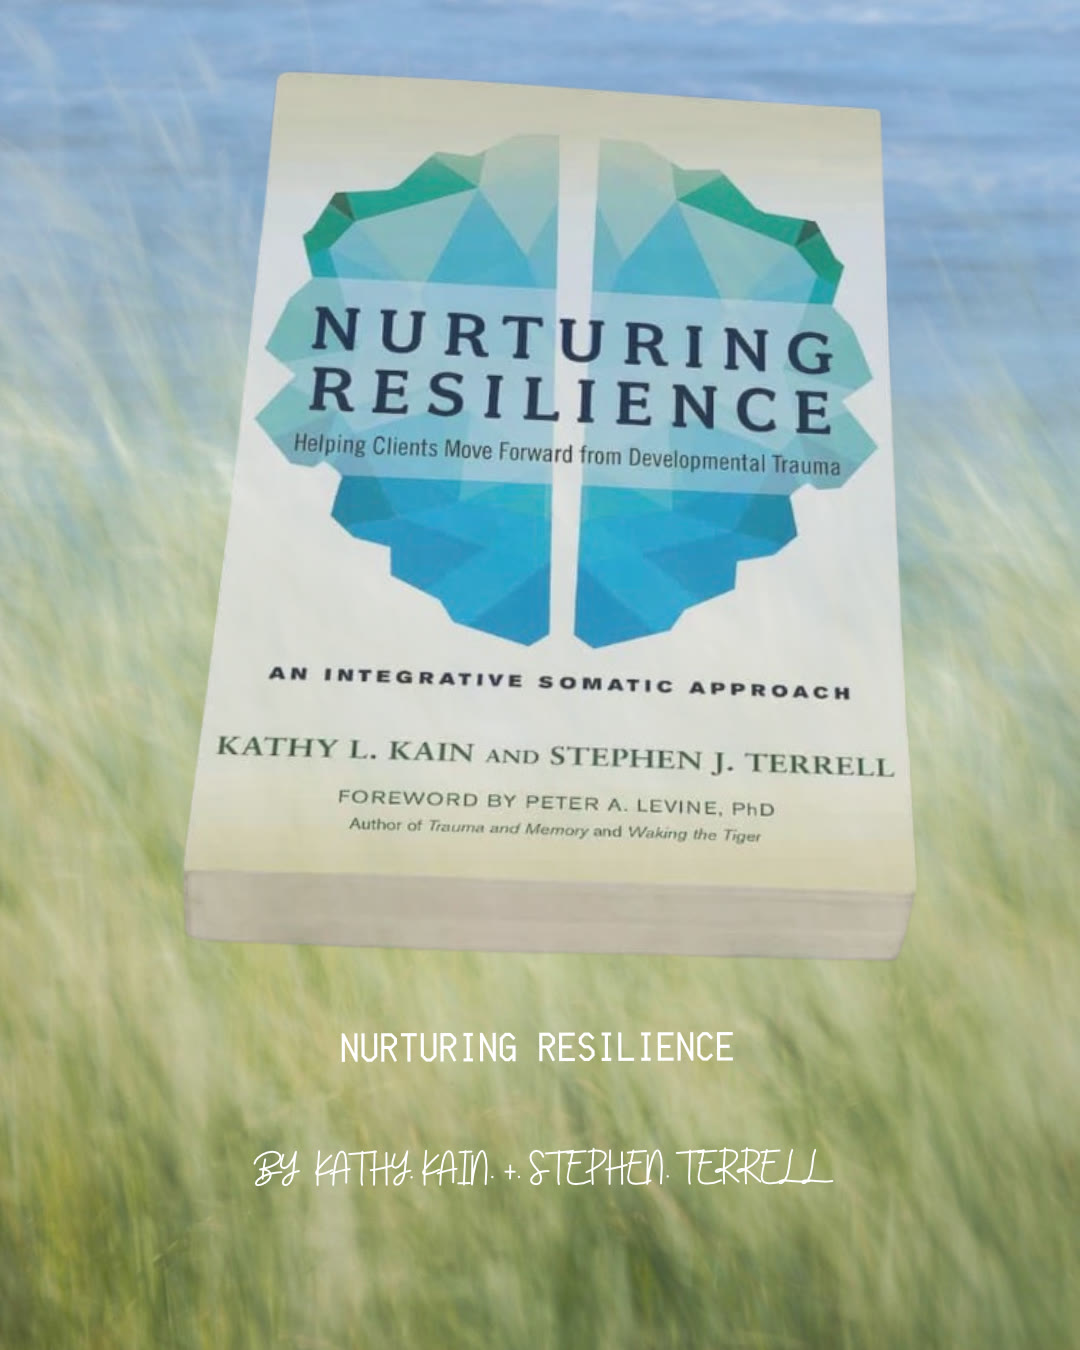 NURTURING
RESILIENCE
Helping Clients Move Forward from Developmental Trauma
AN INTEGRATIVE SOMATIC APPROACH
KATHY L. KAIN AND STEPHEN J. TERRELL
FOREWORD BY PETER A. LEVINE, PhD
Author of Trauma and Memory and Waking the Tiger
NURTURING RESILIENCE
BY KATHY. KAIN. +. STEPHEN. TERRELL